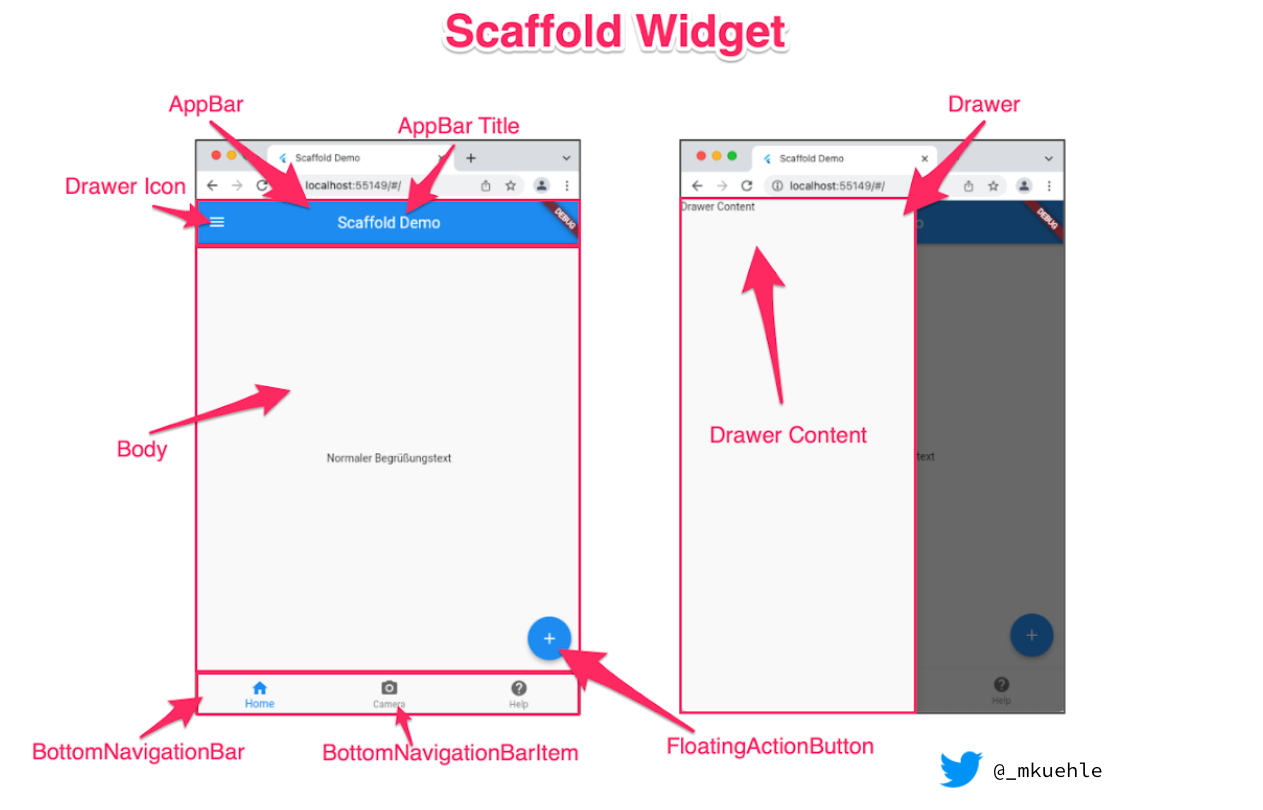 Scaffold Widget
AppBar
AppBar Title
Drawer
Scaffold Demo
Scaffold Demo
Drawer Icon
localhost:55149/#/
localhost:55149/#/
Scaffold Demo
DEBUG
Drawer Content
o
DEBUG
Drawer Content
Body
Normaler Begrüßungstext
text
Home
Camera
Help
Help
BottomNavigationBar
BottomNavigationBarItem
FloatingActionButton
@_mkuehle